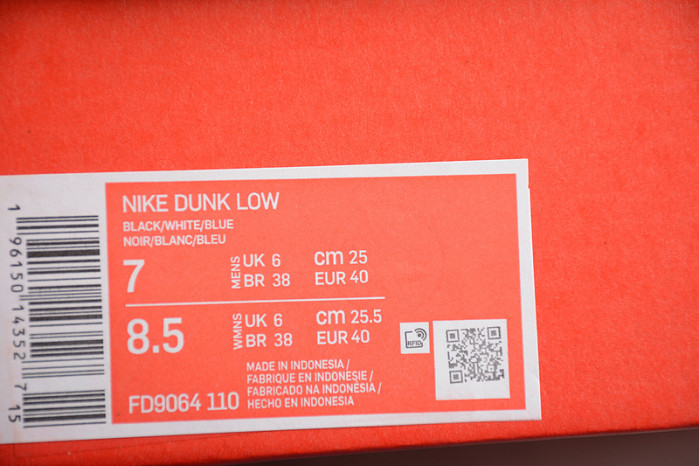 1 96150 14352 7 15
NIKE DUNK LOW
BLACK/WHITE/BLUE
NOIR/BLANC/BLEU
7 MENS UK 6 cm 25
BR 38 EUR 40
8.5 WMNS UK 6 cm 25.5
BR 38 EUR 40
RFID
MADE IN INDONESIA /
FABRIQUE EN INDONESIE /
FABRICADO NA INDONÉSIA /
FD9064 110 HECHO EN INDONESIA